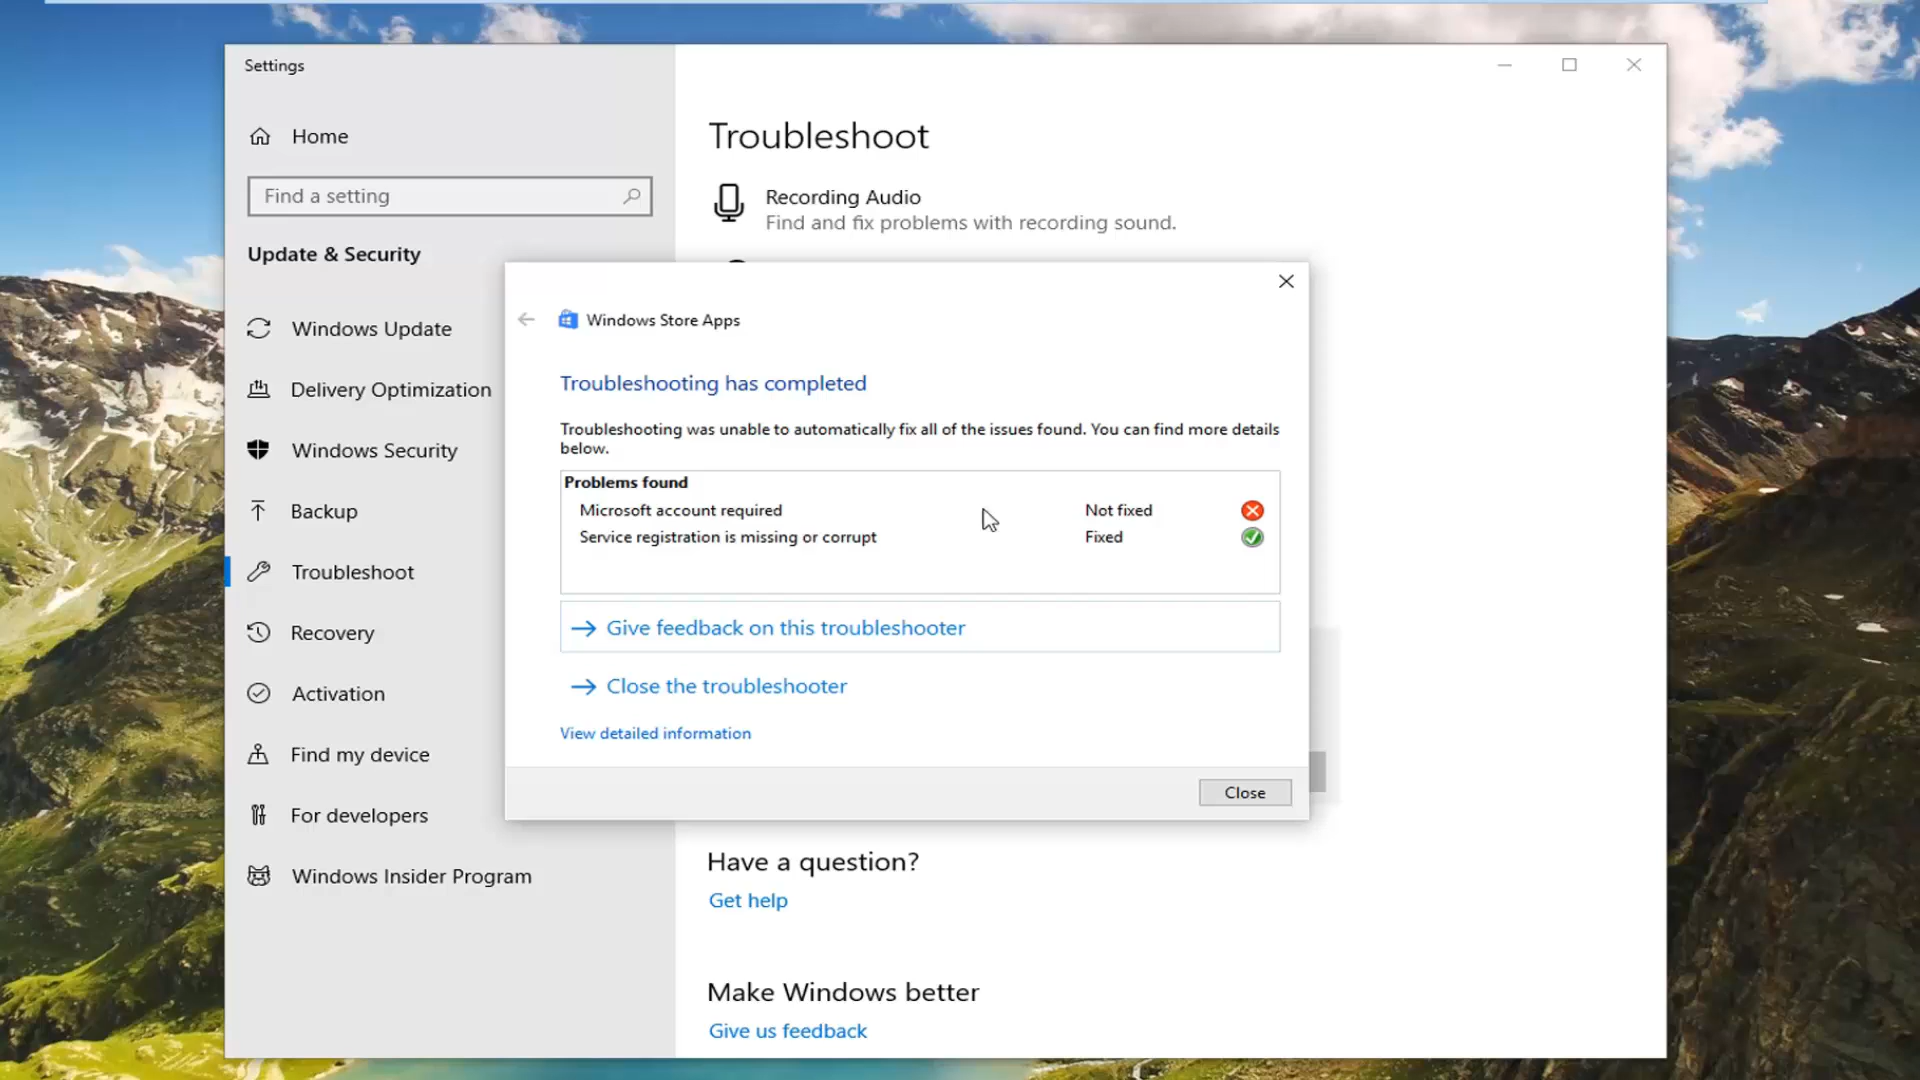 Settings
Home
Find a setting
Update & Security
Windows Update
Delivery Optimization
Windows Security
Backup
Troubleshoot
Recovery
Activation
Find my device
For developers
Windows Insider Program
Troubleshoot
Recording Audio
Find and fix problems with recording sound.
Windows Store Apps
Troubleshooting has completed
Troubleshooting was unable to automatically fix all of the issues found. You can find more details
below.
Problems found
Microsoft account required Not fixed
Service registration is missing or corrupt Fixed
Give feedback on this troubleshooter
Close the troubleshooter
View detailed information
Close
Have a question?
Get help
Make Windows better
Give us feedback